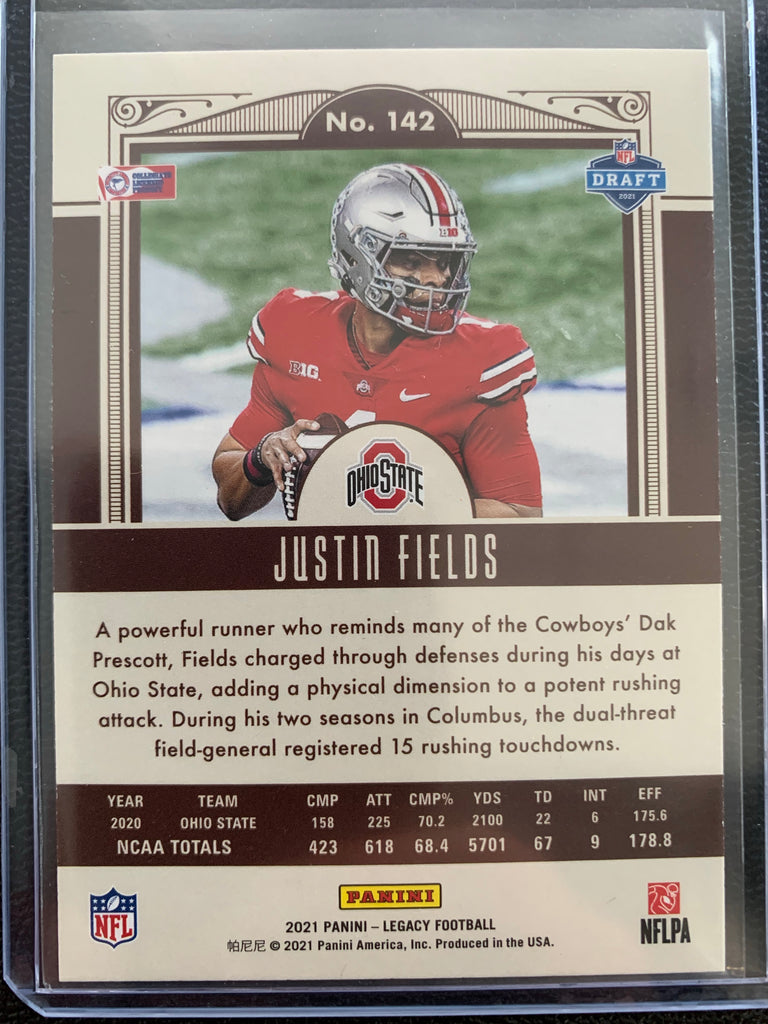 No. 142
COLLEGIATE
LICENSED
PRODUCT
NFL
DRAFT
2021
B1G
B1G
OHIO STATE
JUSTIN FIELDS
A powerful runner who reminds many of the Cowboys' Dak
Prescott, Fields charged through defenses during his days at
Ohio State, adding a physical dimension to a potent rushing
attack. During his two seasons in Columbus, the dual-threat
field-general registered 15 rushing touchdowns.
YEAR TEAM CMP ATT CMP% YDS TD INT EFF
2020 OHIO STATE 158 225 70.2 2100 22 6 175.6
NCAA TOTALS 423 618 68.4 5701 67 9 178.8
NFL
PANINI
2021 PANINI – LEGACY FOOTBALL
帕尼尼 © 2021 Panini America, Inc. Produced in the USA.
NFLPA